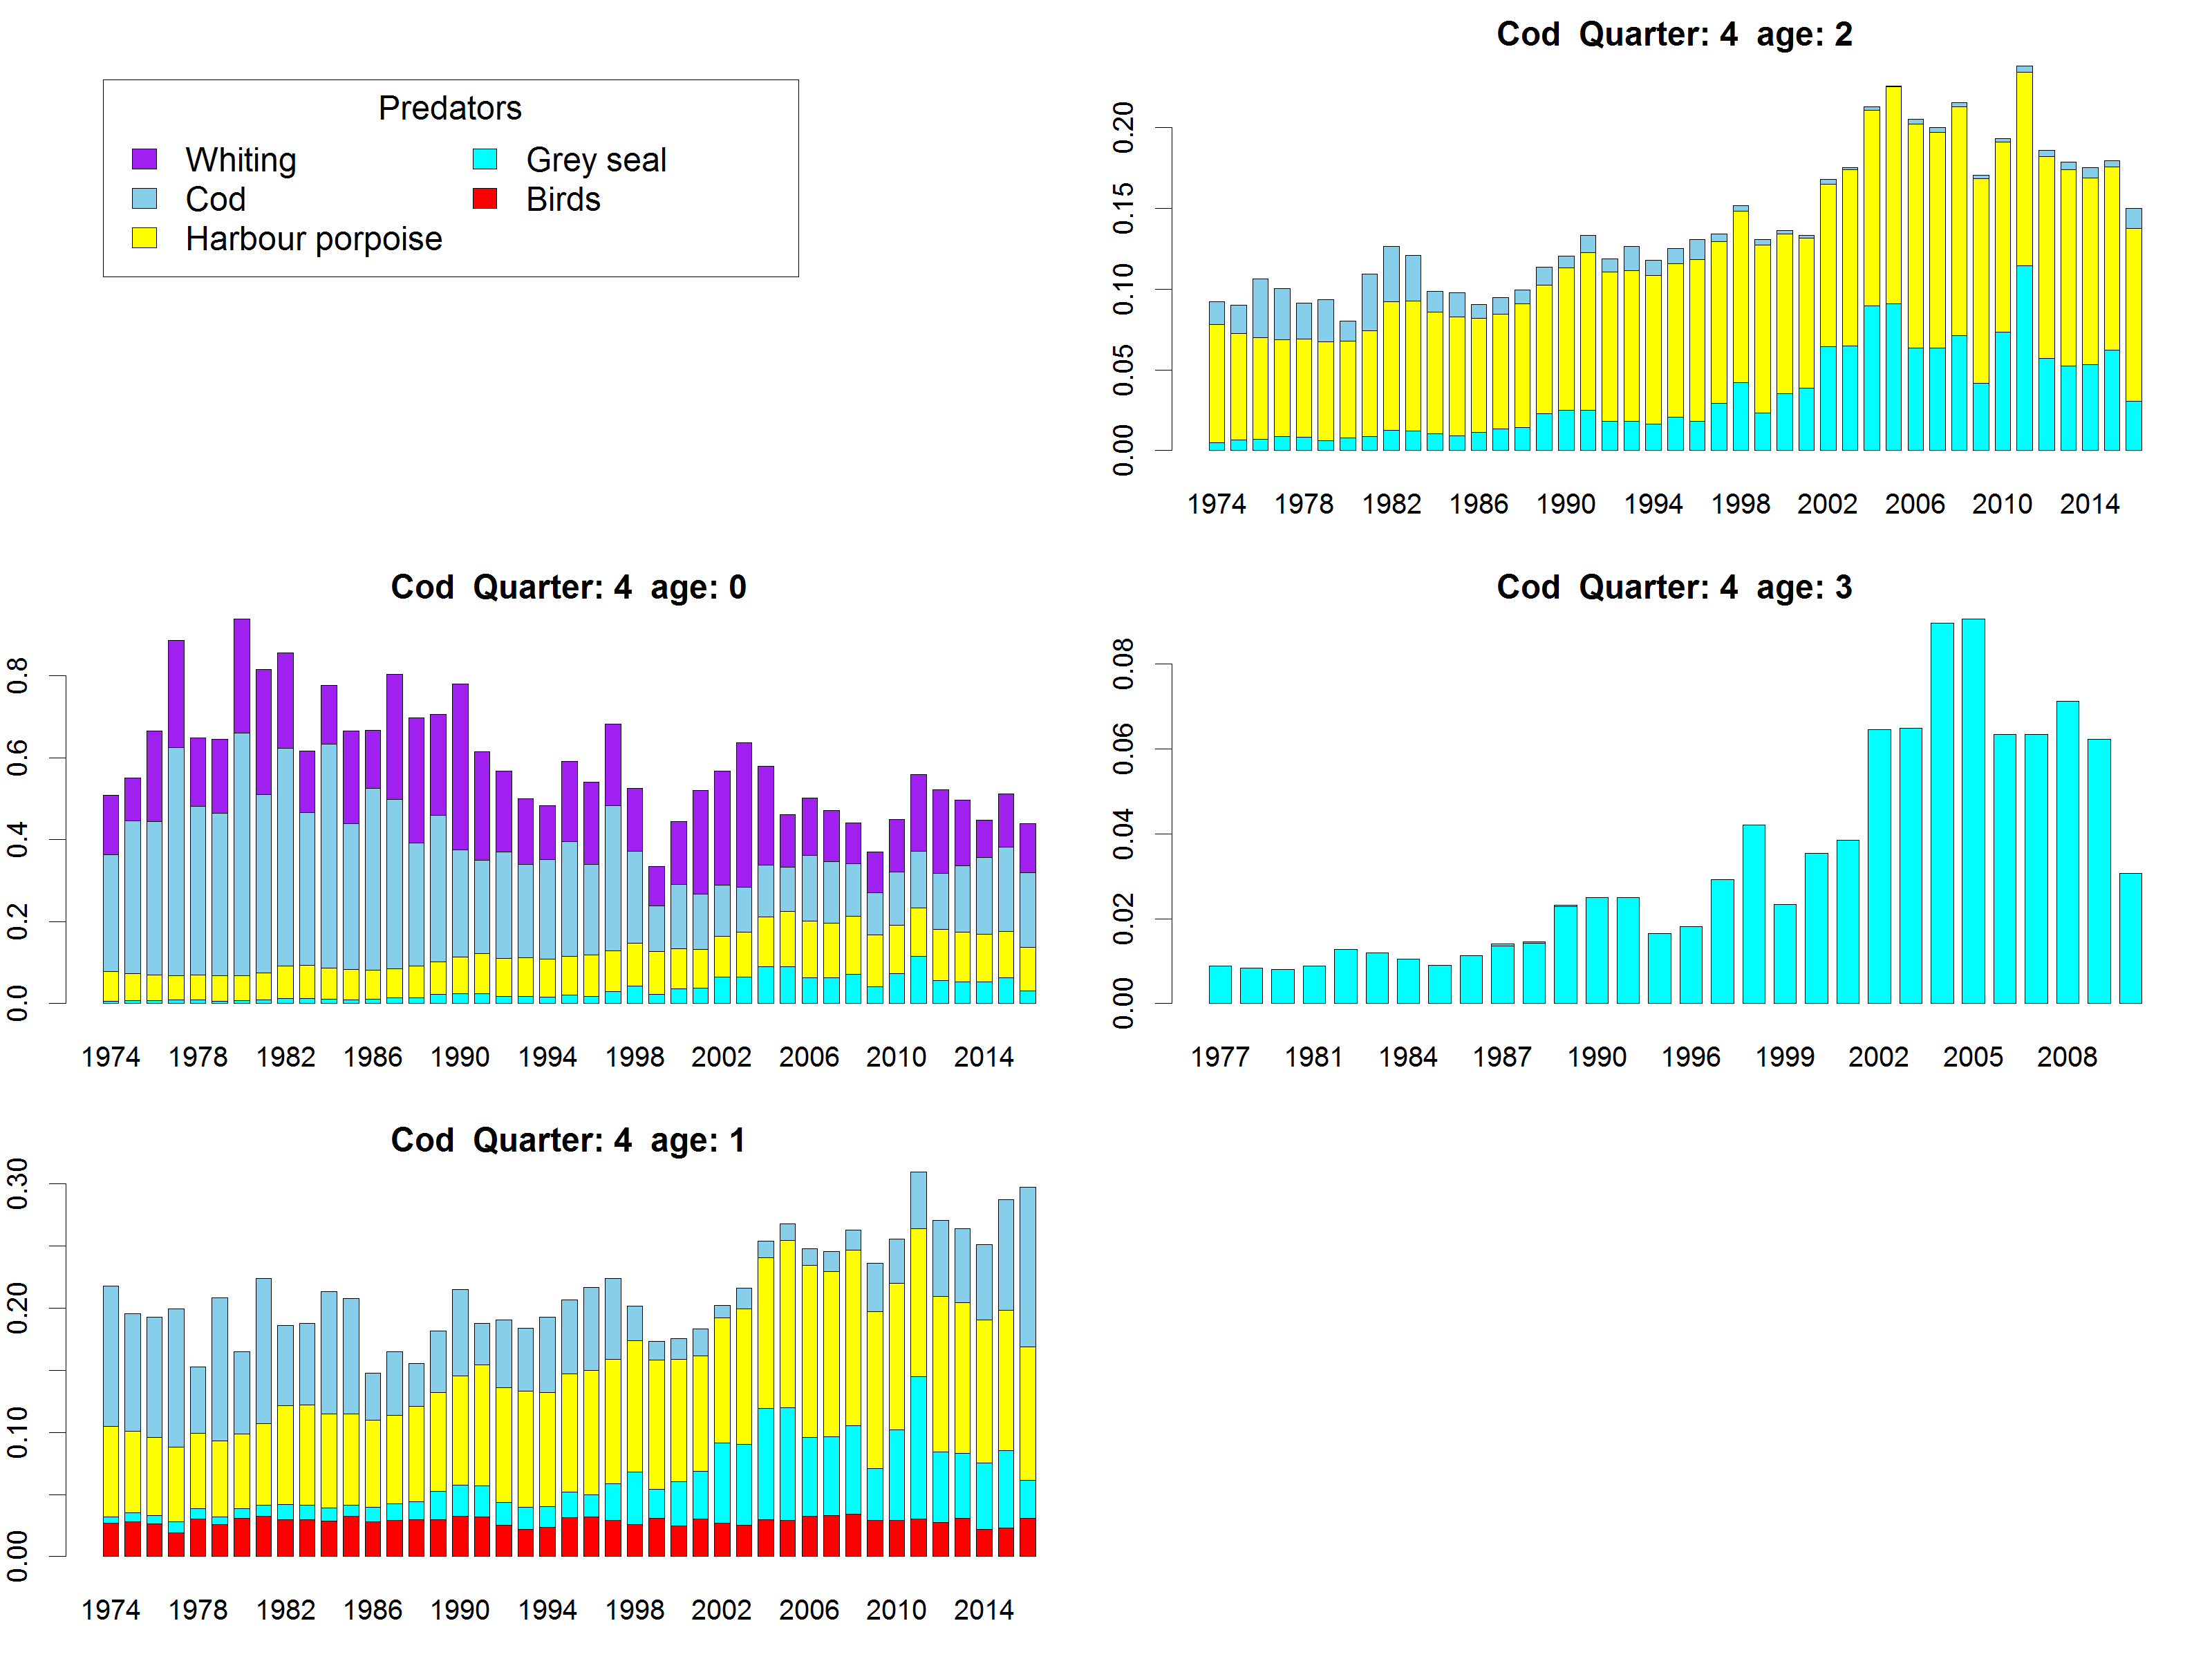 Predators
Whiting Grey seal
Cod Birds
Harbour porpoise
Cod Quarter: 4 age: 2
0.00 0.05 0.10 0.15 0.20
1974 1978 1982 1986 1990 1994 1998 2002 2006 2010 2014
Cod Quarter: 4 age: 0
0.0 0.2 0.4 0.6 0.8
1974 1978 1982 1986 1990 1994 1998 2002 2006 2010 2014
Cod Quarter: 4 age: 3
0.00 0.02 0.04 0.06 0.08
1977 1981 1984 1987 1990 1996 1999 2002 2005 2008
Cod Quarter: 4 age: 1
0.00 0.10 0.20 0.30
1974 1978 1982 1986 1990 1994 1998 2002 2006 2010 2014